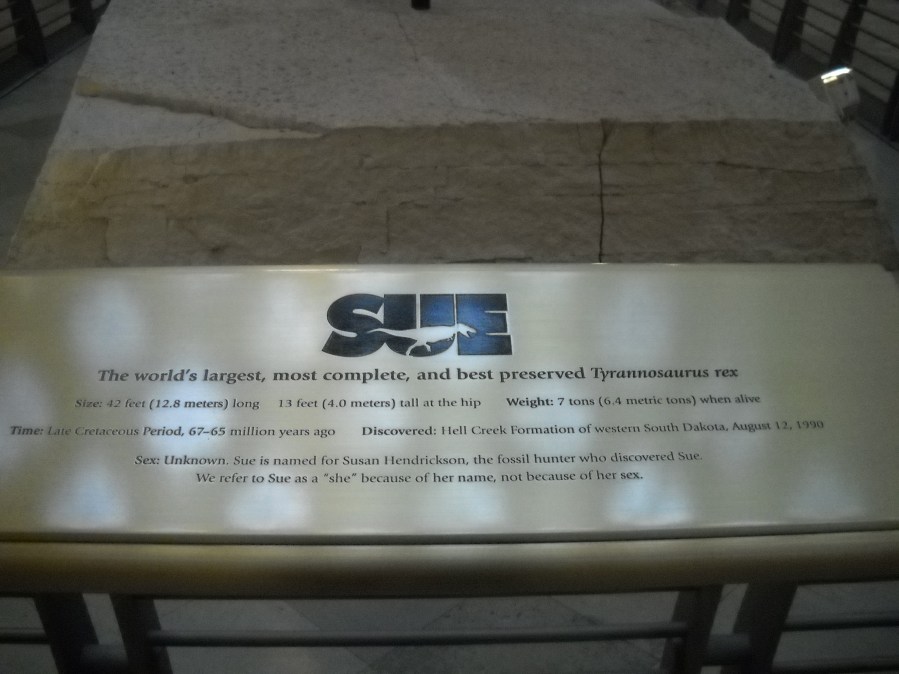 SUE
The world's largest, most complete, and best preserved Tyrannosaurus rex
Size: 42 feet (12.8 meters) long 13 feet (4.0 meters) tall at the hip Weight: 7 tons (6.4 metric tons) when alive
Time: Late Cretaceous Period, 67–65 million years ago Discovered: Hell Creek Formation of western South Dakota, August 12, 1990
Sex: Unknown. Sue is named for Susan Hendrickson, the fossil hunter who discovered Sue.
We refer to Sue as a "she" because of her name, not because of her sex.